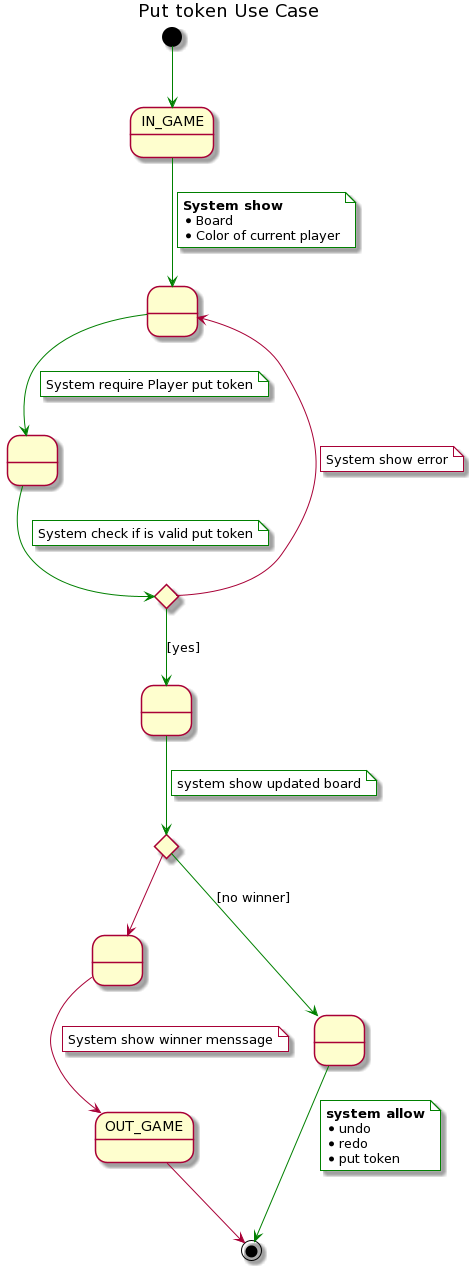 Put token Use Case
IN_GAME
System show
• Board
• Color of current player
System require Player put token
System show error
System check if is valid put token
[yes]
system show updated board
[no winner]
System show winner menssage
system allow
• undo
• redo
• put token
OUT_GAME